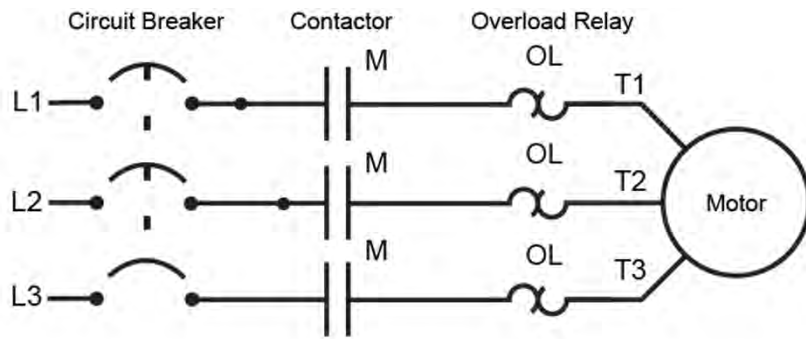 Circuit Breaker Contactor Overload Relay
M OL T1
L1
M OL T2
L2 Motor
M OL T3
L3